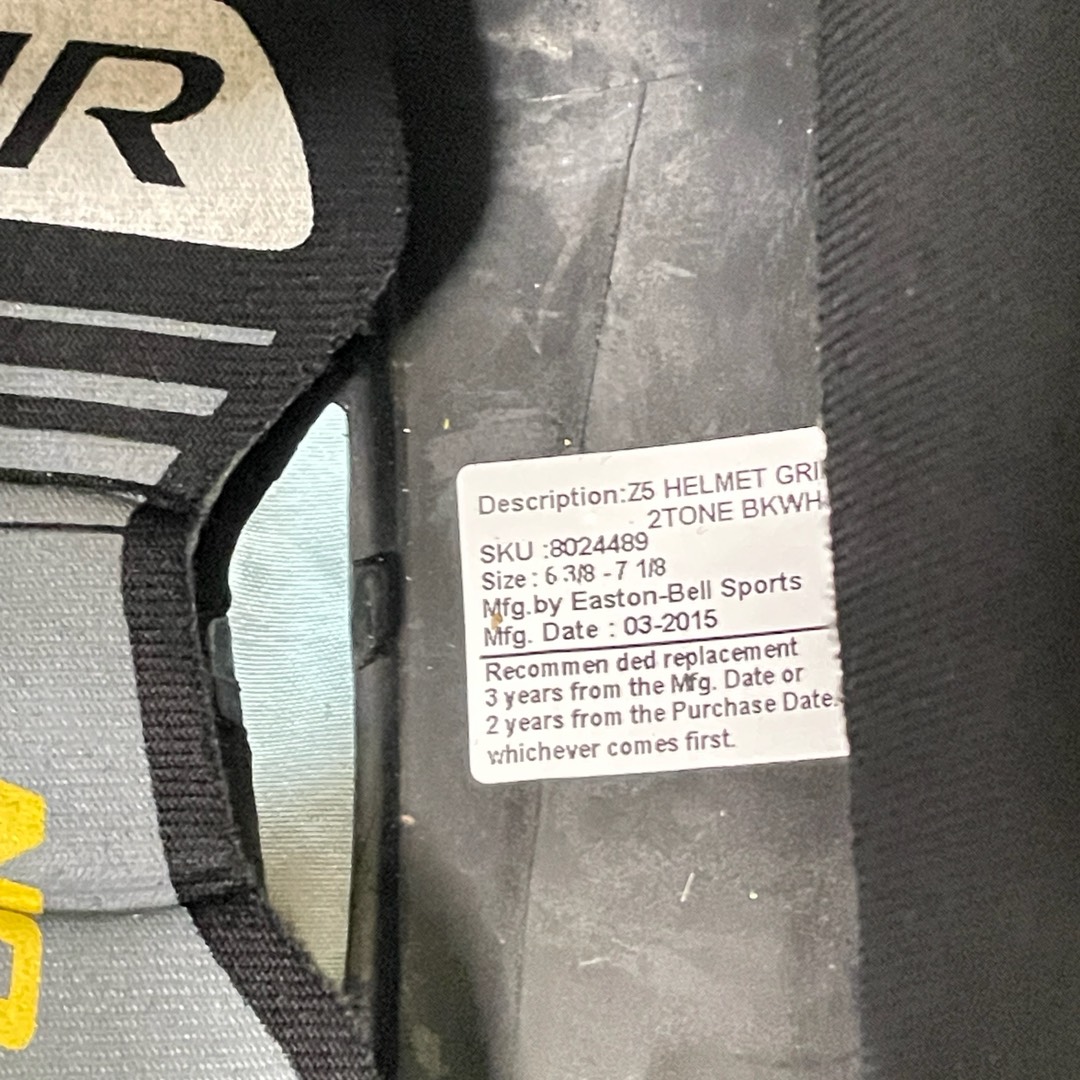 R
Description:Z5 HELMET GRI
2TONE BKWH
SKU :8024489
Size : 6 3/8 - 7 1/8
Mfg.by Easton-Bell Sports
Mfg. Date : 03-2015
Recommen ded replacement
3 years from the Mfg. Date or
2 years from the Purchase Date.
whichever comes first.